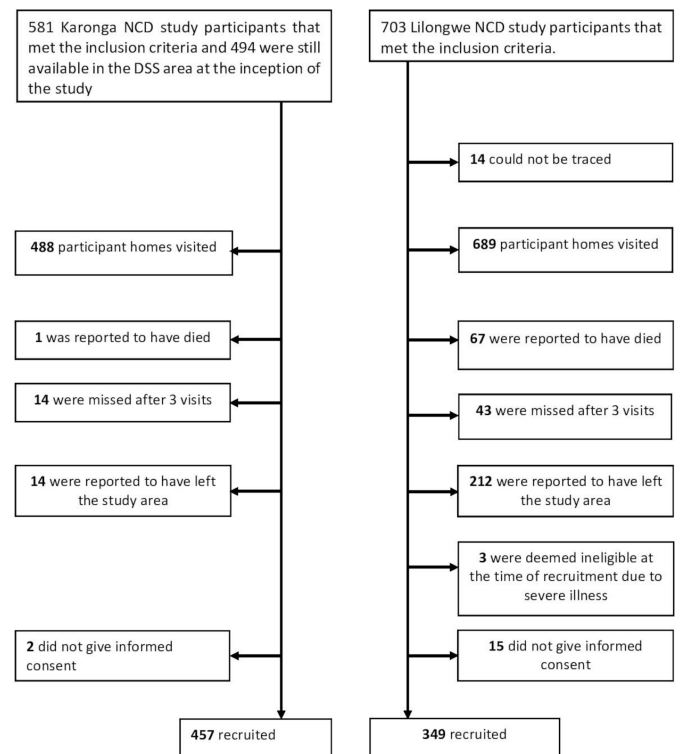 581 Karonga NCD study participants that
met the inclusion criteria and 494 were still
available in the DSS area at the inception of
the study
703 Lilongwe NCD study participants that
met the inclusion criteria.
14 could not be traced
488 participant homes visited
689 participant homes visited
1 was reported to have died
67 were reported to have died
14 were missed after 3 visits
43 were missed after 3 visits
14 were reported to have left
the study area
212 were reported to have left
the study area
3 were deemed ineligible at
the time of recruitment due to
severe illness
2 did not give informed
consent
15 did not give informed
consent
457 recruited
349 recruited